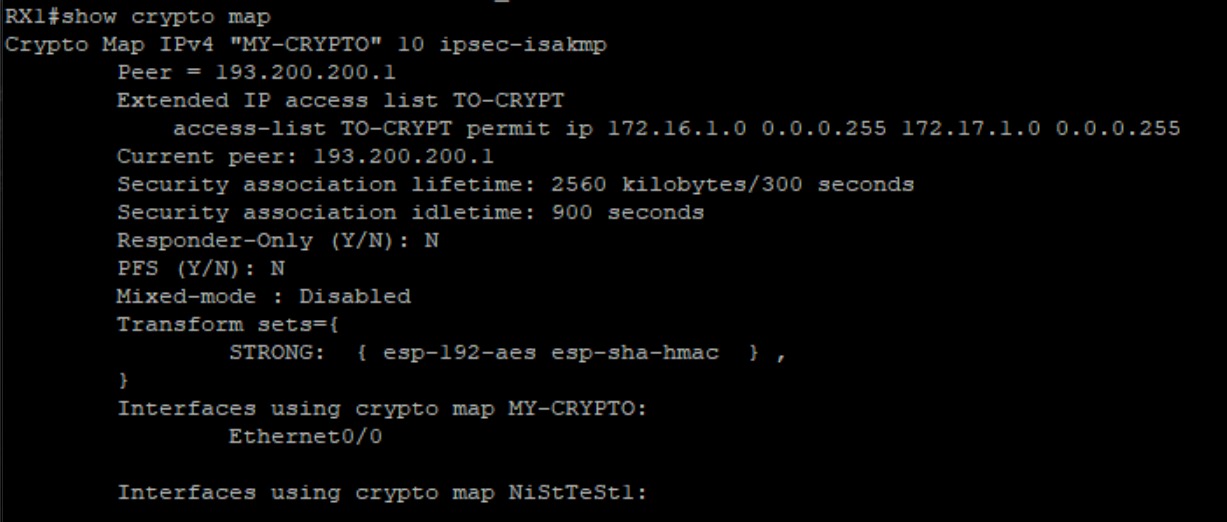 RX1#show crypto map
Crypto Map IPv4 "MY-CRYPTO" 10 ipsec-isakmp
Peer = 193.200.200.1
Extended IP access list TO-CRYPT
access-list TO-CRYPT permit ip 172.16.1.0 0.0.0.255 172.17.1.0 0.0.0.255
Current peer: 193.200.200.1
Security association lifetime: 2560 kilobytes/300 seconds
Security association idletime: 900 seconds
Responder-Only (Y/N): N
PFS (Y/N): N
Mixed-mode : Disabled
Transform sets={
STRONG:  { esp-192-aes esp-sha-hmac  } ,
}
Interfaces using crypto map MY-CRYPTO:
Ethernet0/0
Interfaces using crypto map NiStTeSt1: